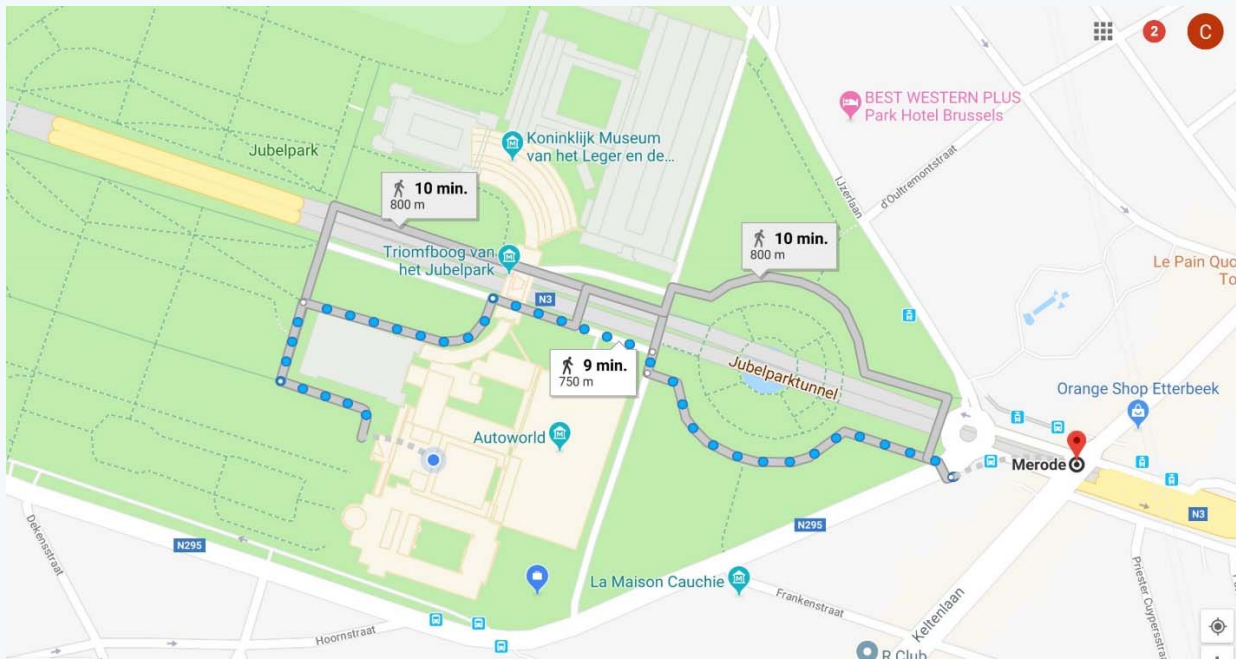 2
C
BEST WESTERN PLUS
Park Hotel Brussels
Koninklijk Museum
van het Leger en de...
Jubelpark
IJzerlaan
d'Oultremontstraat
10 min.
800 m
10 min.
800 m
Triomfboog van
het Jubelpark
Le Pain Quo
To
N3
9 min.
750 m
Jubelparktunnel
Orange Shop Etterbeek
Autoworld
Merode
N3
N295
N295
Dekensstraat
La Maison Cauchie
Frankenstraat
Hoornstraat
Keltenlaan
Priester Cuypersstraat
R Club